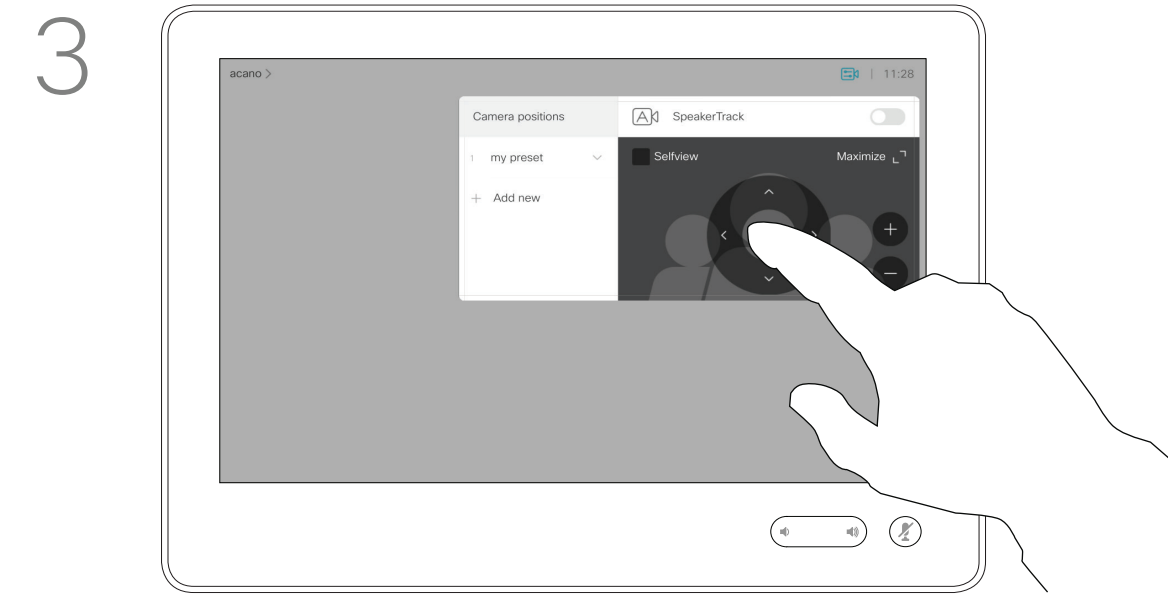 3
acano >
11:28
Camera positions
A
SpeakerTrack
1 my preset
Selfview
Maximize
+ Add new